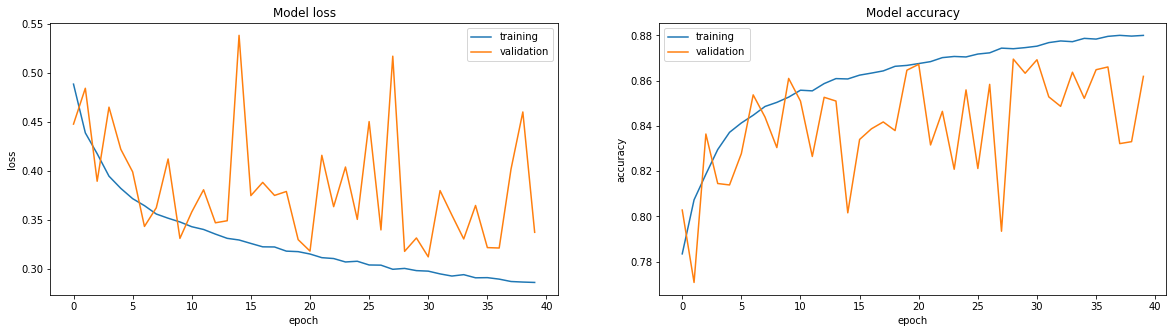 Model loss
0.55
0.50
0.45
0.40
0.35
0.30
loss
0 5 10 15 20 25 30 35 40
epoch
training
validation
Model accuracy
0.88
0.86
0.84
0.82
0.80
0.78
accuracy
0 5 10 15 20 25 30 35 40
epoch
training
validation